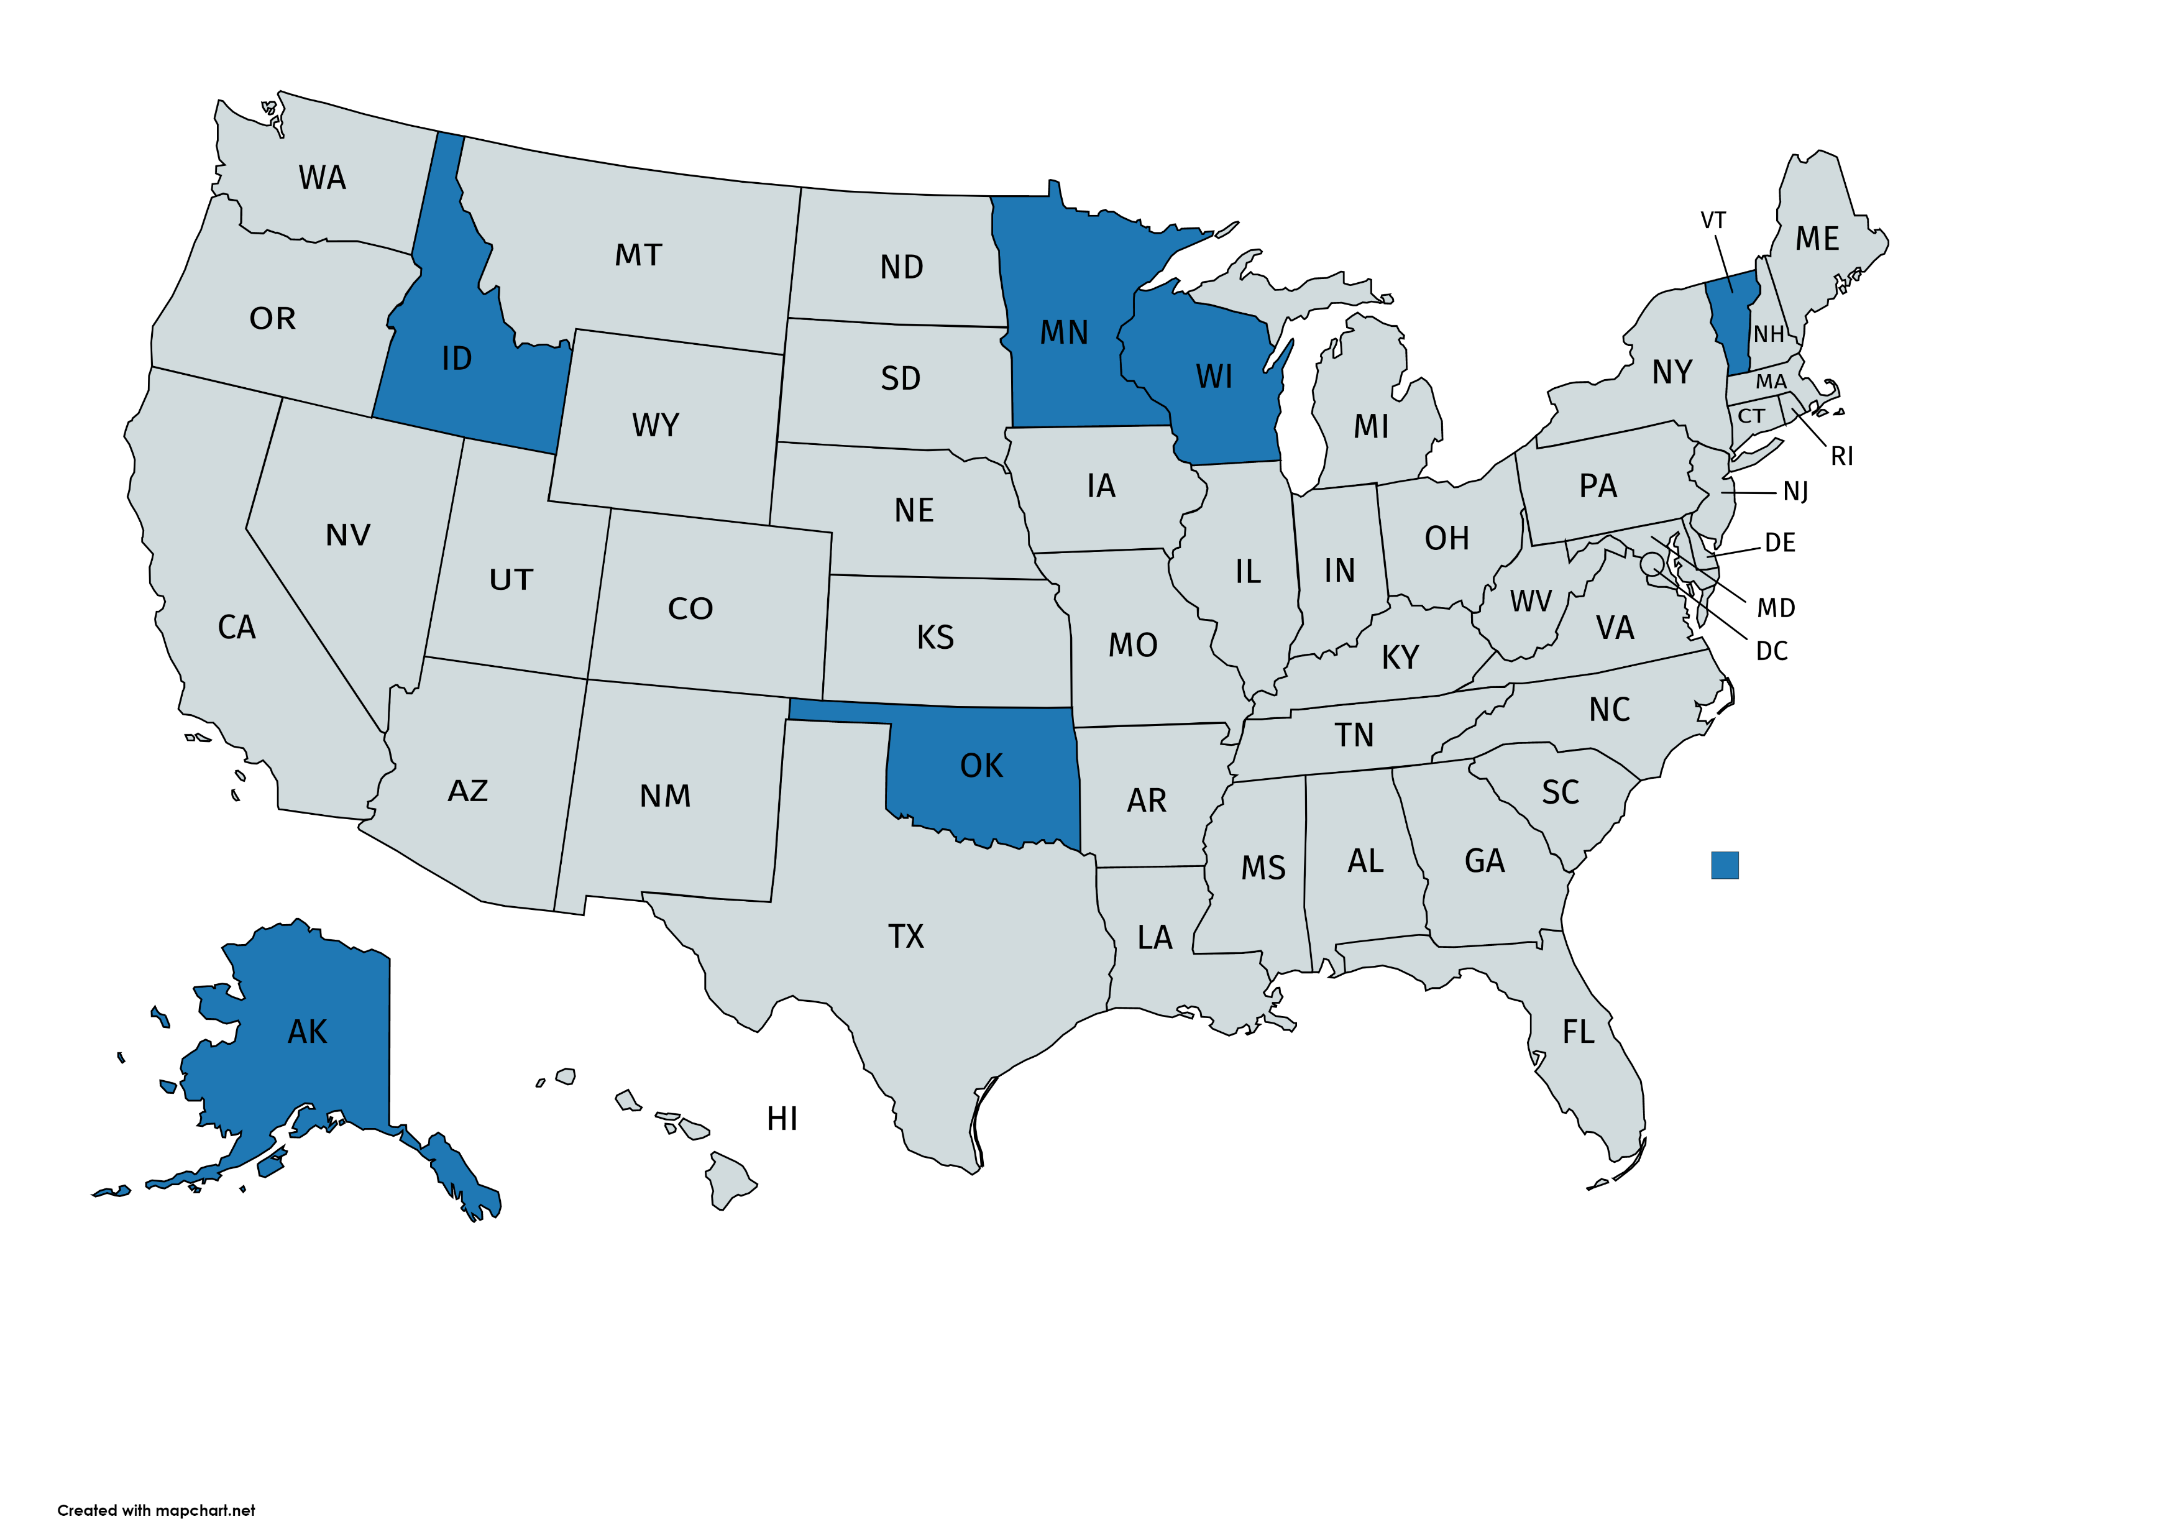 WA
MT
ND
MN
OR
ID
SD
WI
WY
MI
VT
ME
NH
NY
MA
CT
RI
NV
UT
CO
NE
IA
PA
NJ
OH
DE
IL
IN
WV
MD
VA
DC
CA
KS
MO
KY
NC
TN
AZ
NM
OK
AR
SC
MS
AL
GA
TX
LA
FL
AK
HI
Created with mapchart.net